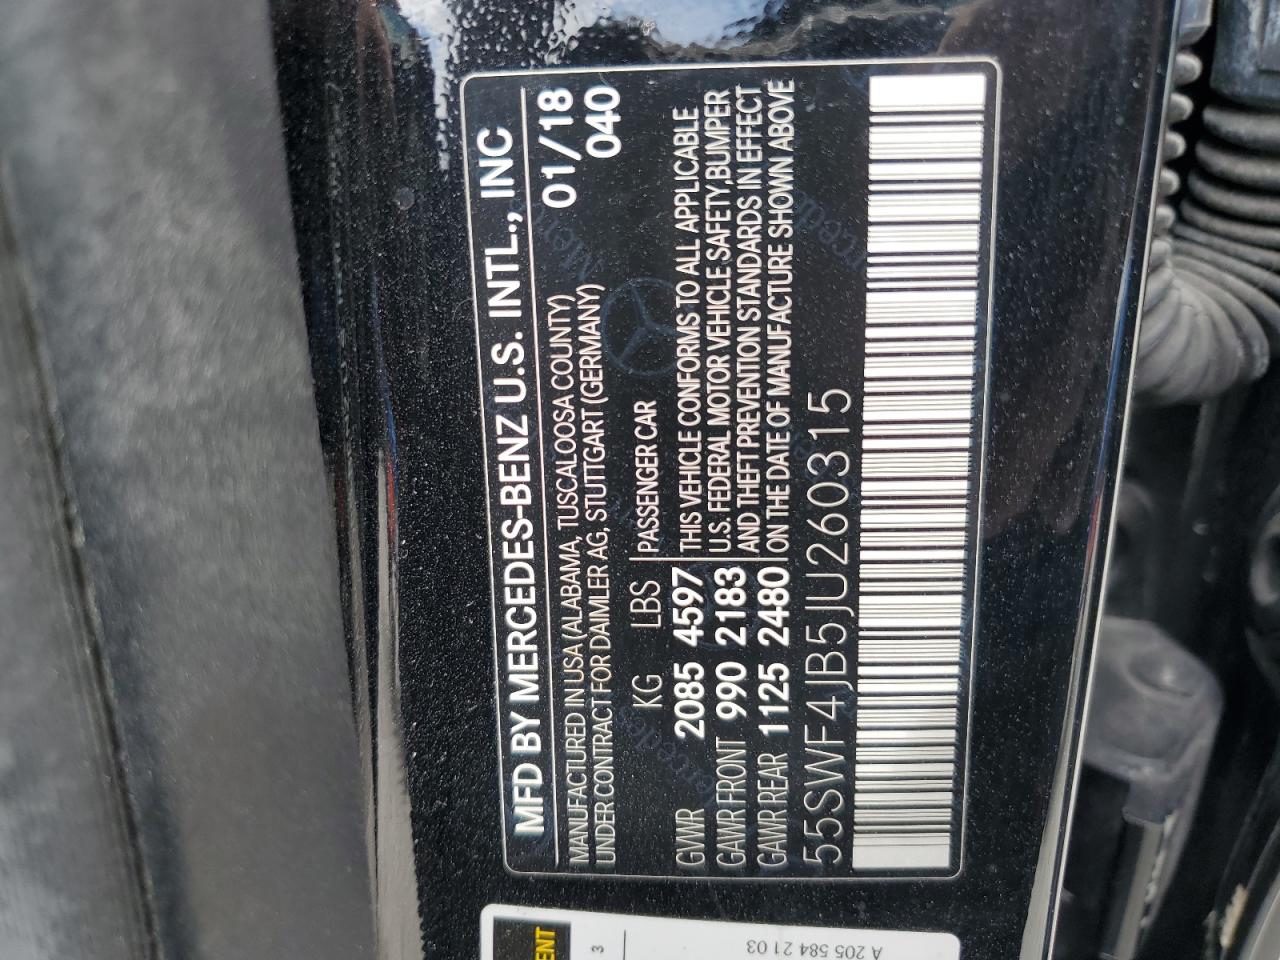 MFD BY MERCEDES-BENZ U.S. INTL., INC
MANUFACTURED IN USA (ALABAMA, TUSCALOOSA COUNTY) 01/18
UNDER CONTRACT FOR DAIMLER AG, STUTTGART (GERMANY) 040
KG LBS PASSENGER CAR
GVWR 2085 4597 THIS VEHICLE CONFORMS TO ALL APPLICABLE
GAWR FRONT 990 2183 U.S. FEDERAL MOTOR VEHICLE SAFETY,BUMPER
AND THEFT PREVENTION STANDARDS IN EFFECT
GAWR REAR 1125 2480 ON THE DATE OF MANUFACTURE SHOWN ABOVE
55SWF4JB5JU260315
3
A 205 584 21 03